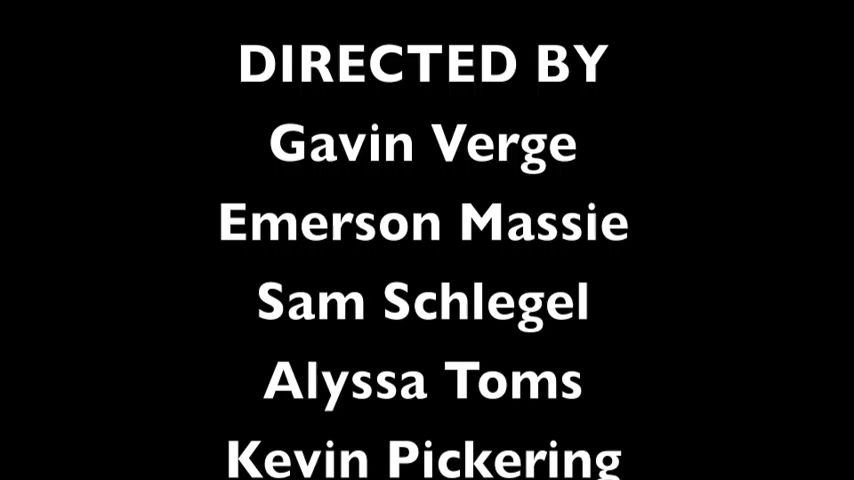 DIRECTED BY
Gavin Verge
Emerson Massie
Sam Schlegel
Alyssa Toms
Kevin Pickering